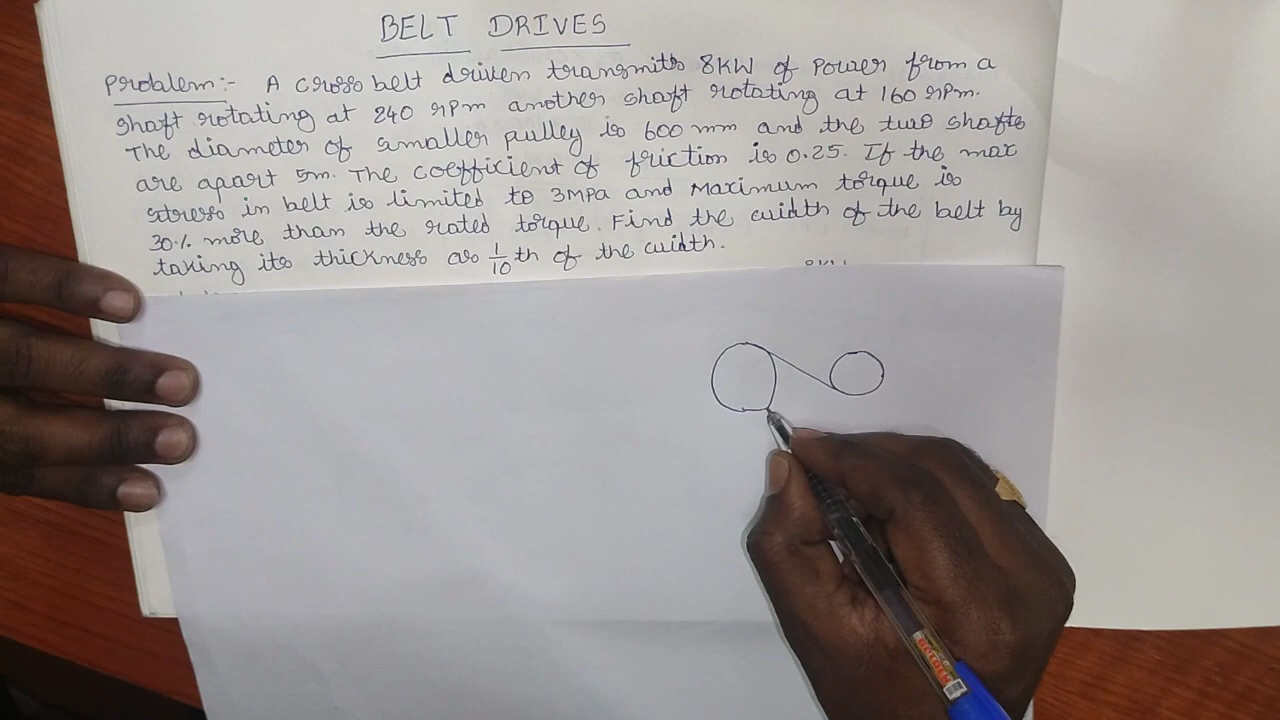 BELT DRIVES
Problem:- A cross belt driven transmits 8KW of Power from a
shaft rotating at 240 rpm another shaft rotating at 160 rpm.
The diameter of smaller pulley is 600 mm and the two shafts
are apart 5m. The coefficient of friction is 0.25. If the max
stress in belt is limited to 3MPa and Maximum torque is
30% more than the rated torque. Find the width of the belt by
taking its thickness as 1/10 th of the width.